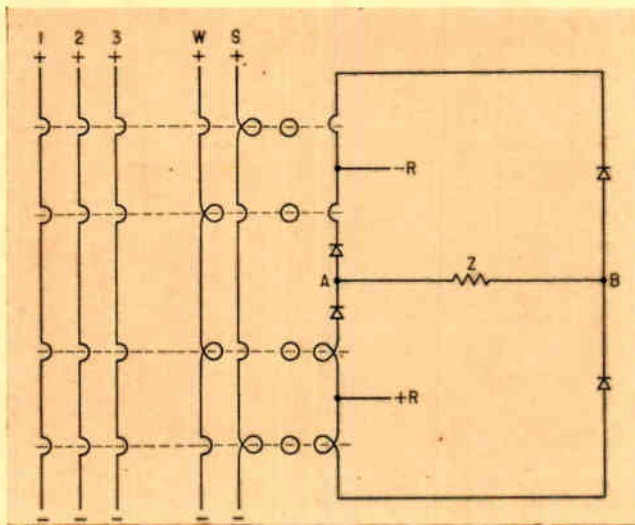 1 2 3 W S
+ + + + +
−R
Z
A B
+R
− − − − −